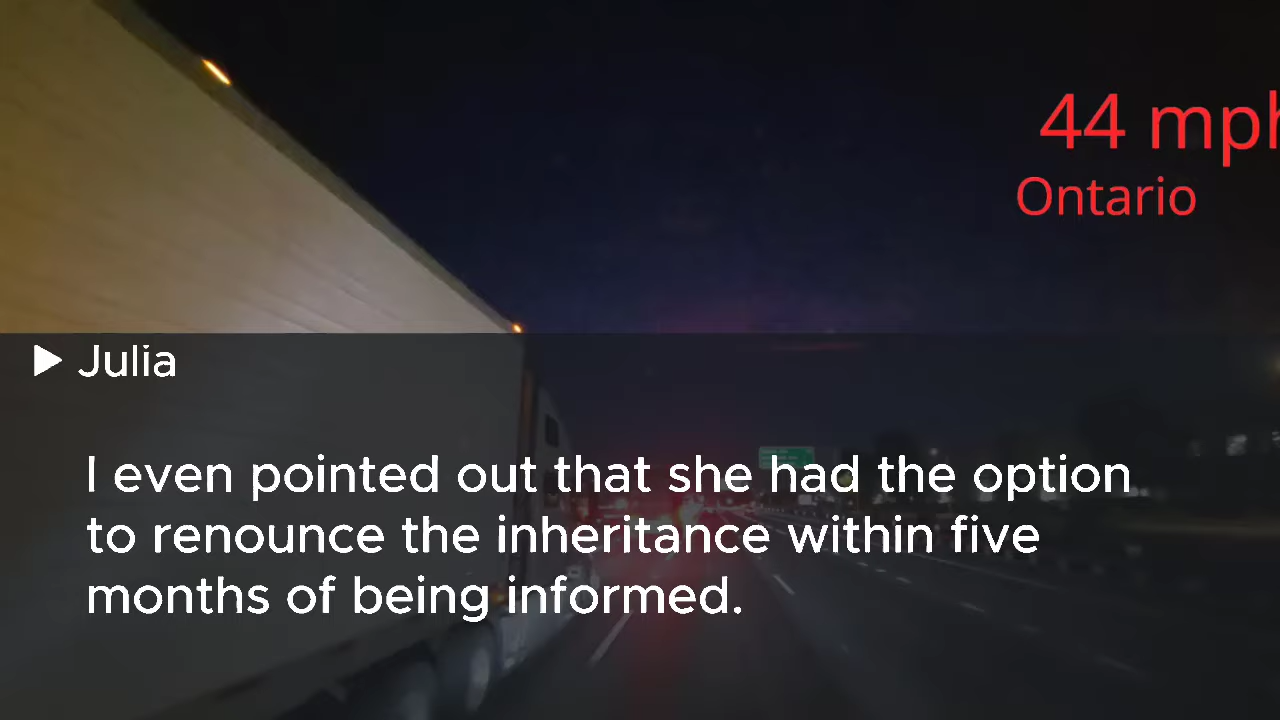 44 mph
Ontario
Julia
I even pointed out that she had the option
to renounce the inheritance within five
months of being informed.